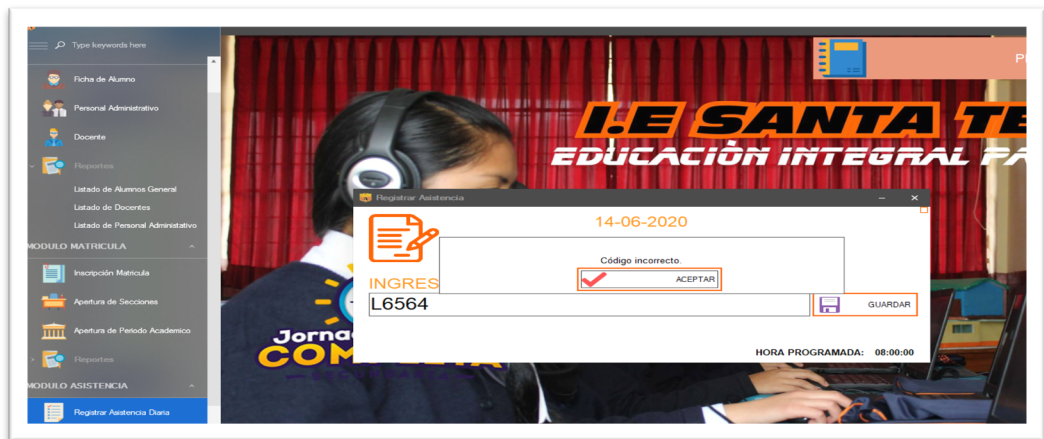 Type keywords here
Ficha de Alumno
Personal Administrativo
Docente
Reportes
Listado de Alumnos General
Listado de Docentes
Listado de Personal Administativo
MODULO MATRICULA
Inscripción Matricula
Apertura de Secciones
Apertura de Periodo Academico
Reportes
MODULO ASISTENCIA
Registrar Asistencia Diaria
I.E SANTA TE
EDUCACIÓN INTEGRAL PA
Registrar Asistencia
14-06-2020
Código incorrecto.
ACEPTAR
INGRES
L6564
GUARDAR
HORA PROGRAMADA: 08:00:00
Jorna
COM